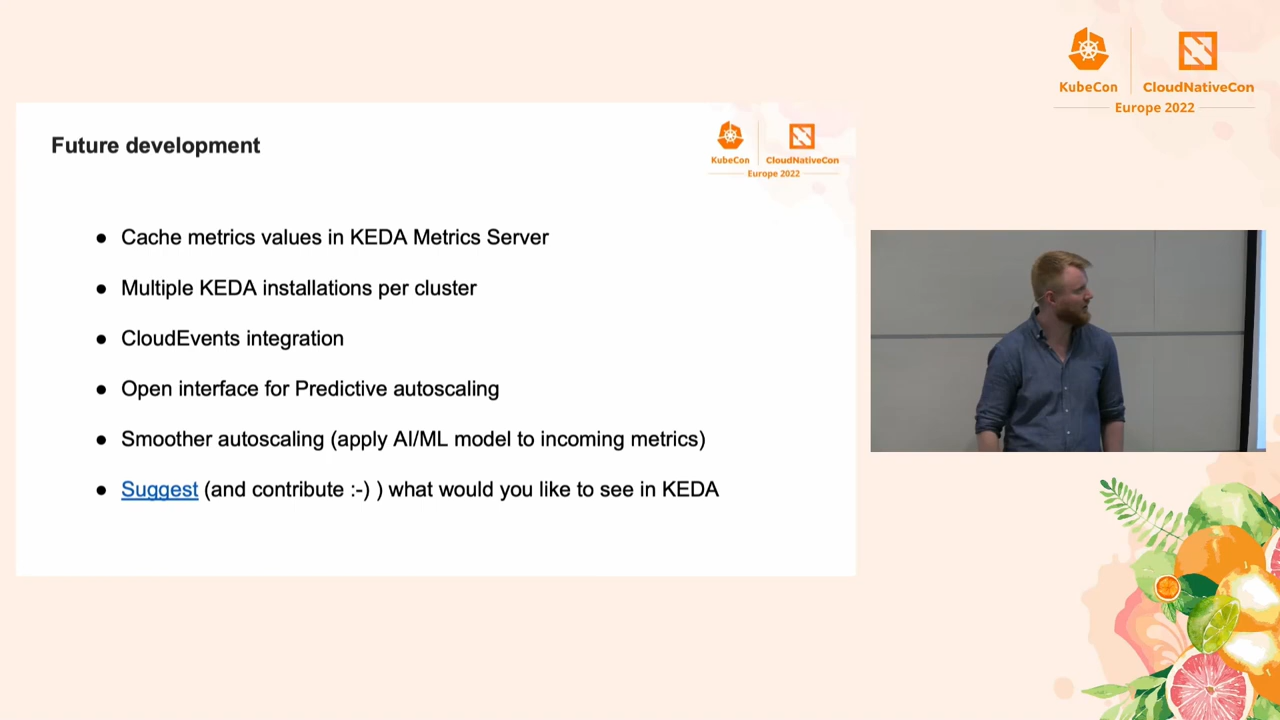 KubeCon
CloudNativeCon
Europe 2022
Future development
KubeCon
CloudNativeCon
Europe 2022
● Cache metrics values in KEDA Metrics Server
● Multiple KEDA installations per cluster
● CloudEvents integration
● Open interface for Predictive autoscaling
● Smoother autoscaling (apply AI/ML model to incoming metrics)
● Suggest (and contribute :-) ) what would you like to see in KEDA